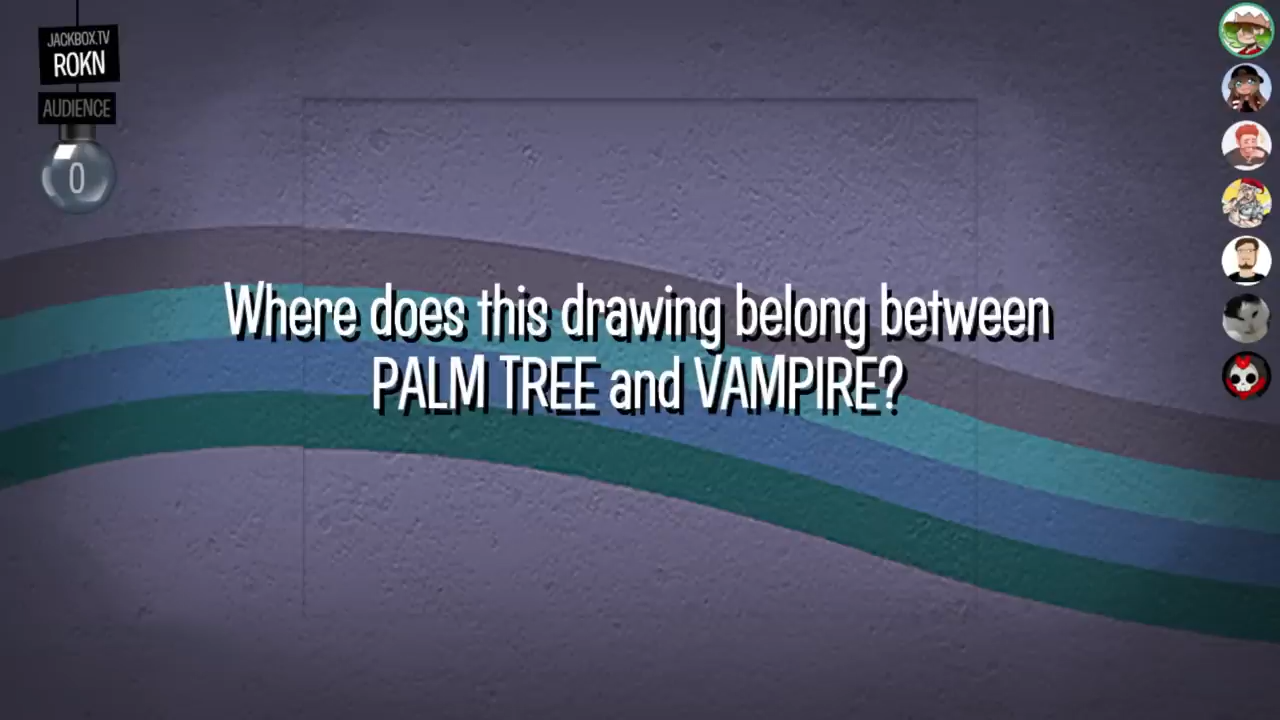 JACKBOX.TV
ROKN
AUDIENCE
0
Where does this drawing belong between
PALM TREE and VAMPIRE?